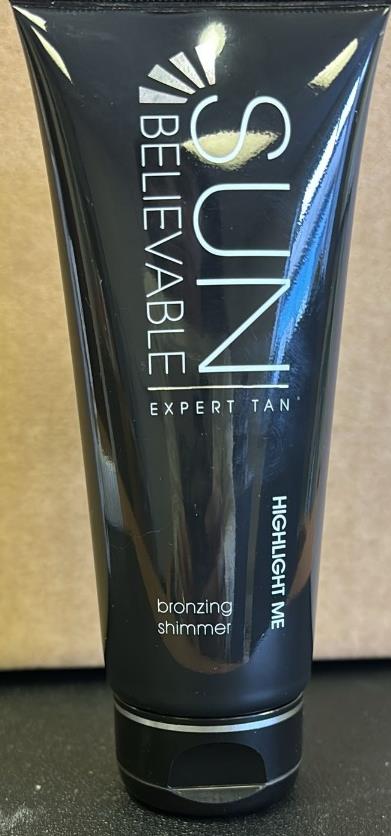 SUN
BELIEVABLE
EXPERT TAN
HIGHLIGHT ME
bronzing
shimmer